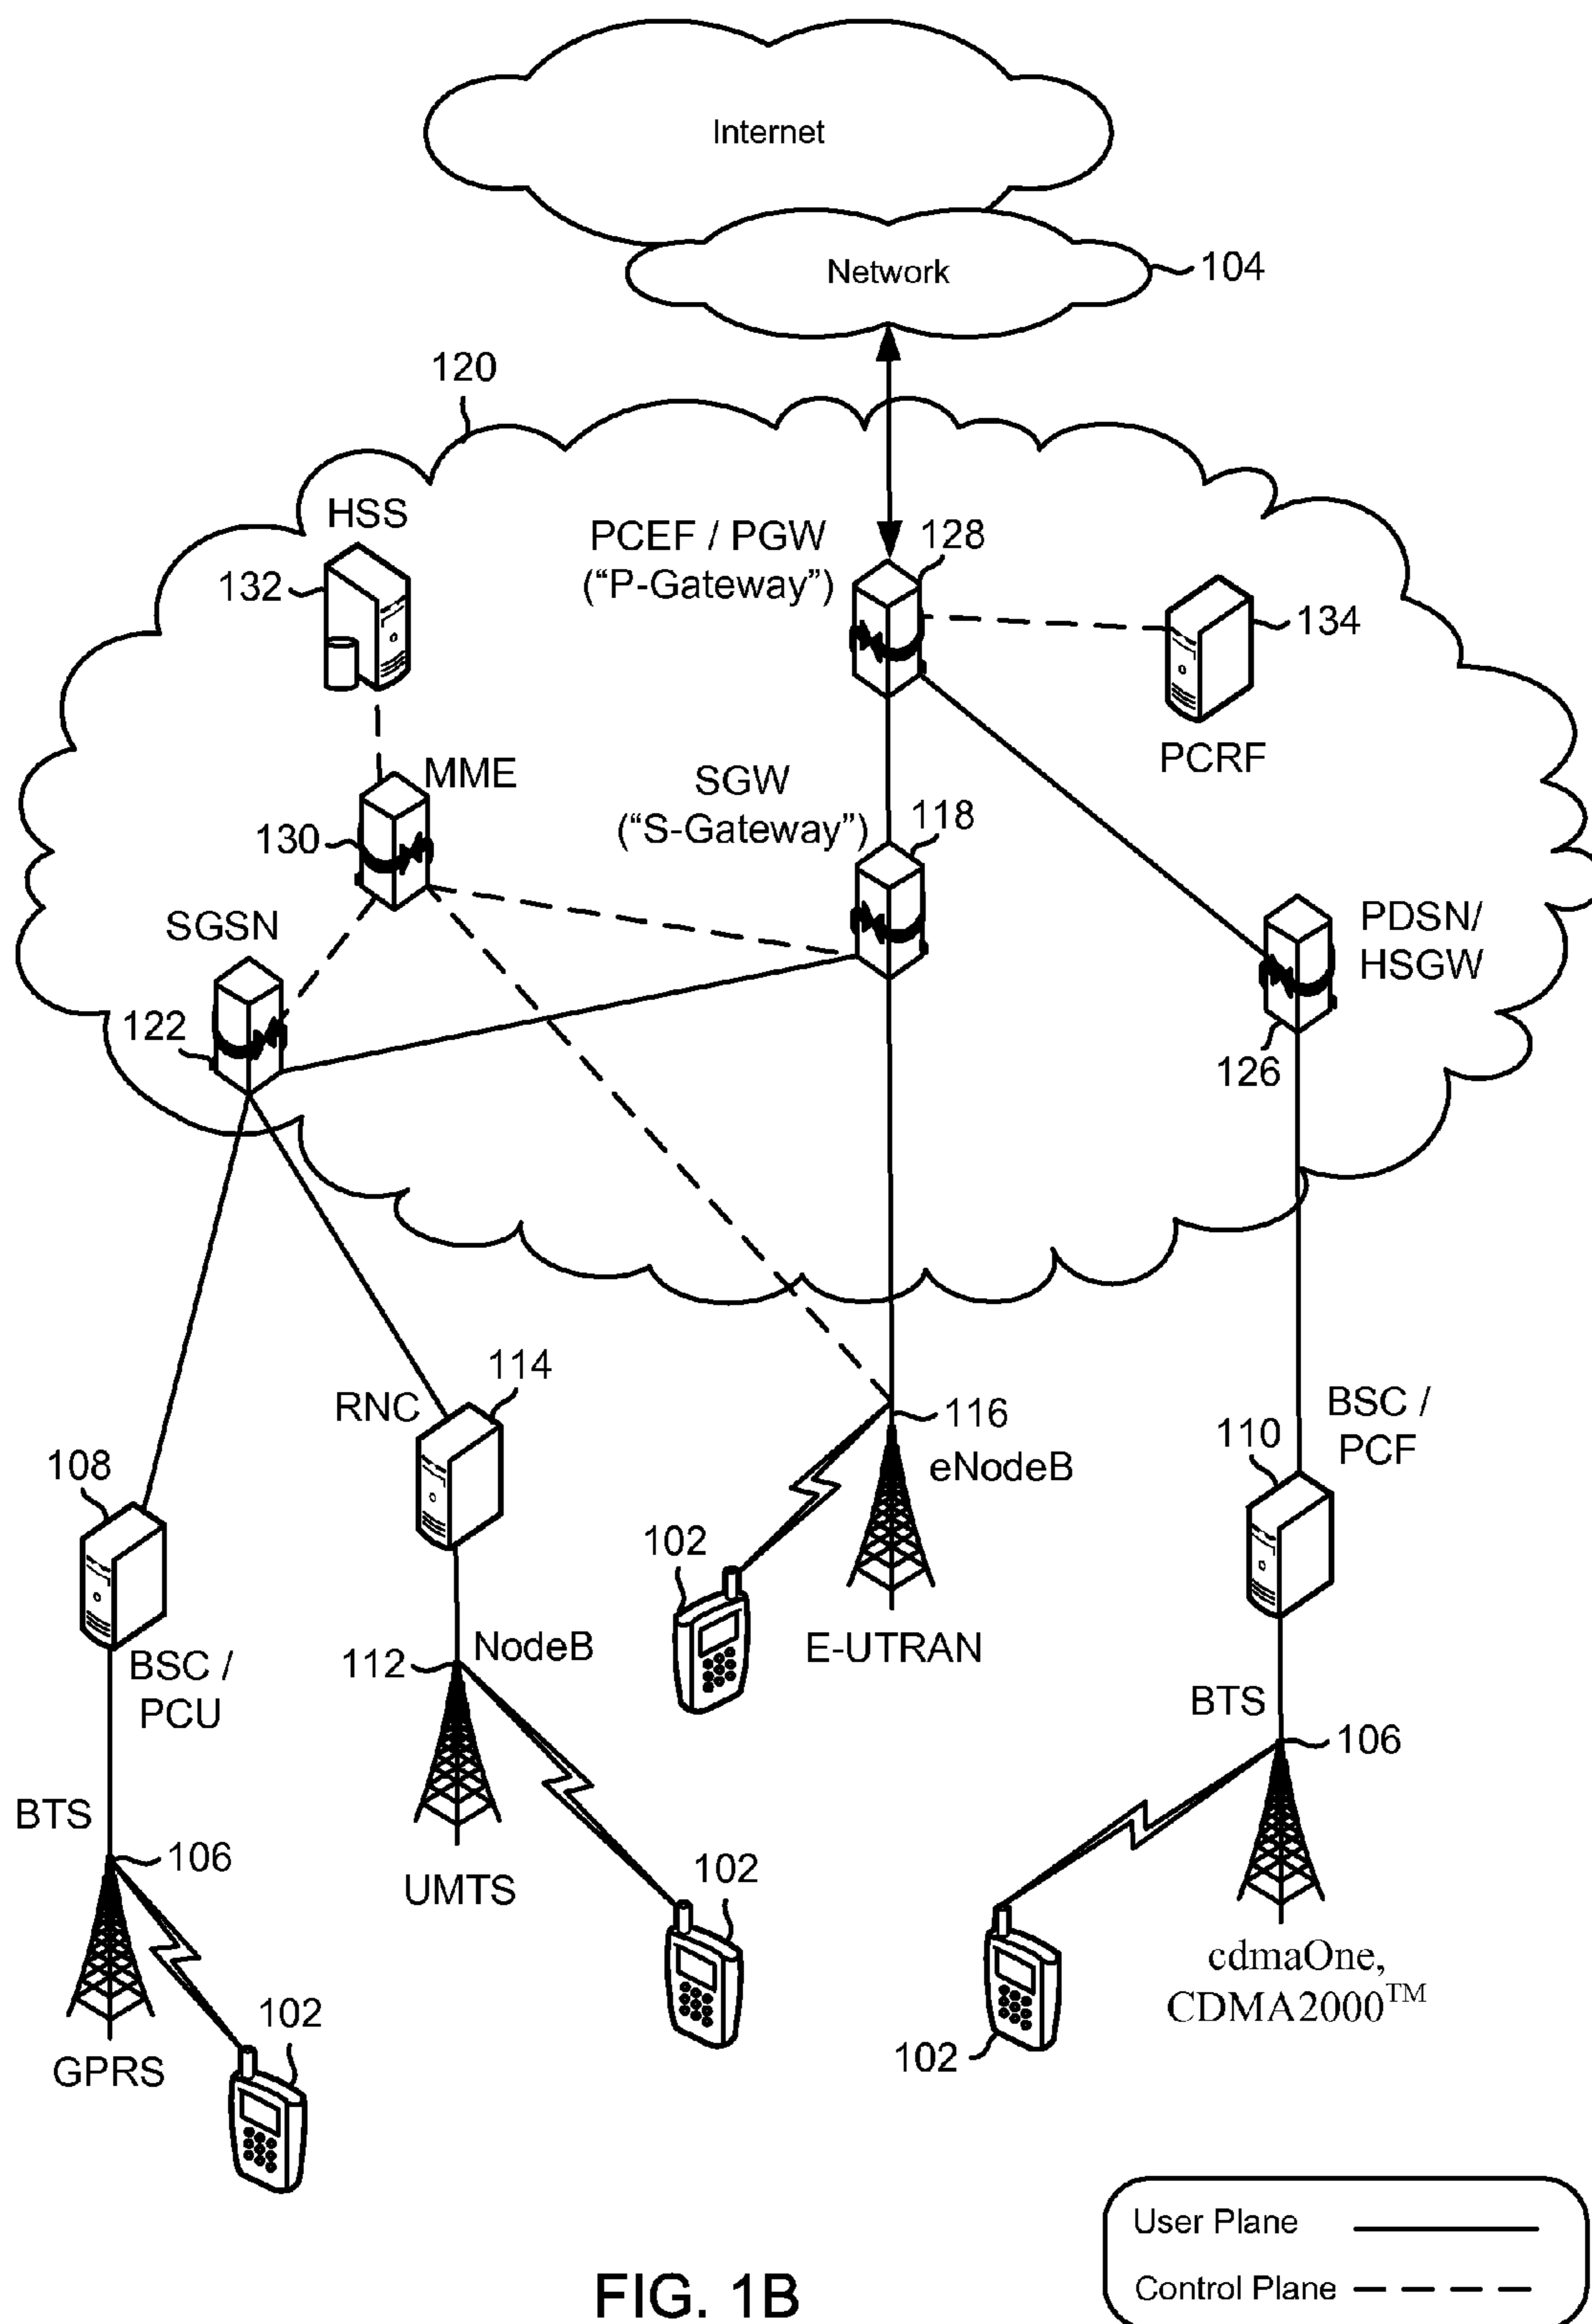 Internet
Network
104
120
HSS
132
PCEF / PGW
(“P-Gateway”)
128
134
PCRF
MME
130
SGW
(“S-Gateway”)
118
SGSN
122
PDSN/
HSGW
126
114
RNC
116
eNodeB
BSC /
PCF
110
108
102
E-UTRAN
BSC /
PCU
NodeB
112
BTS
106
BTS
106
UMTS
102
cdmaOne,
CDMA2000™
102
GPRS
102
User Plane
Control Plane
FIG. 1B